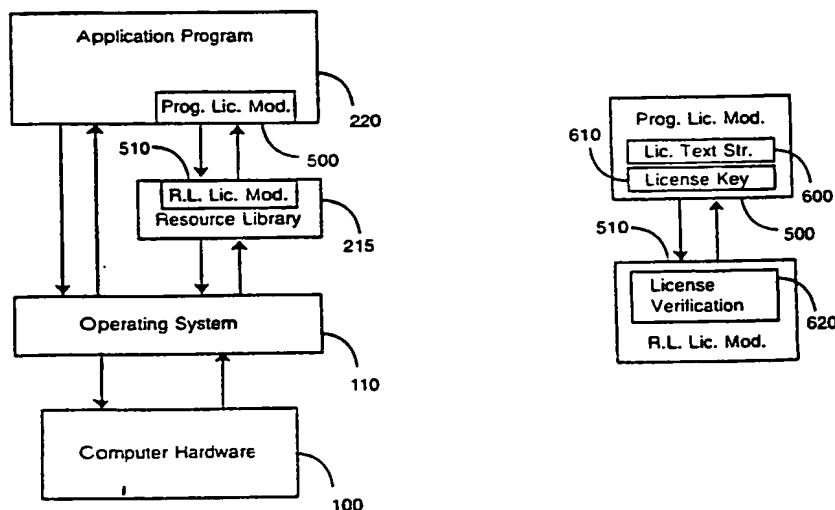 Application Program
Prog. Lic. Mod.
220
510
500
R.L. Lic. Mod.
Resource Library
215
Operating System
110
Computer Hardware
100
Prog. Lic. Mod.
610
Lic. Text Str.
License Key
600
510
500
License
Verification
620
R.L. Lic. Mod.